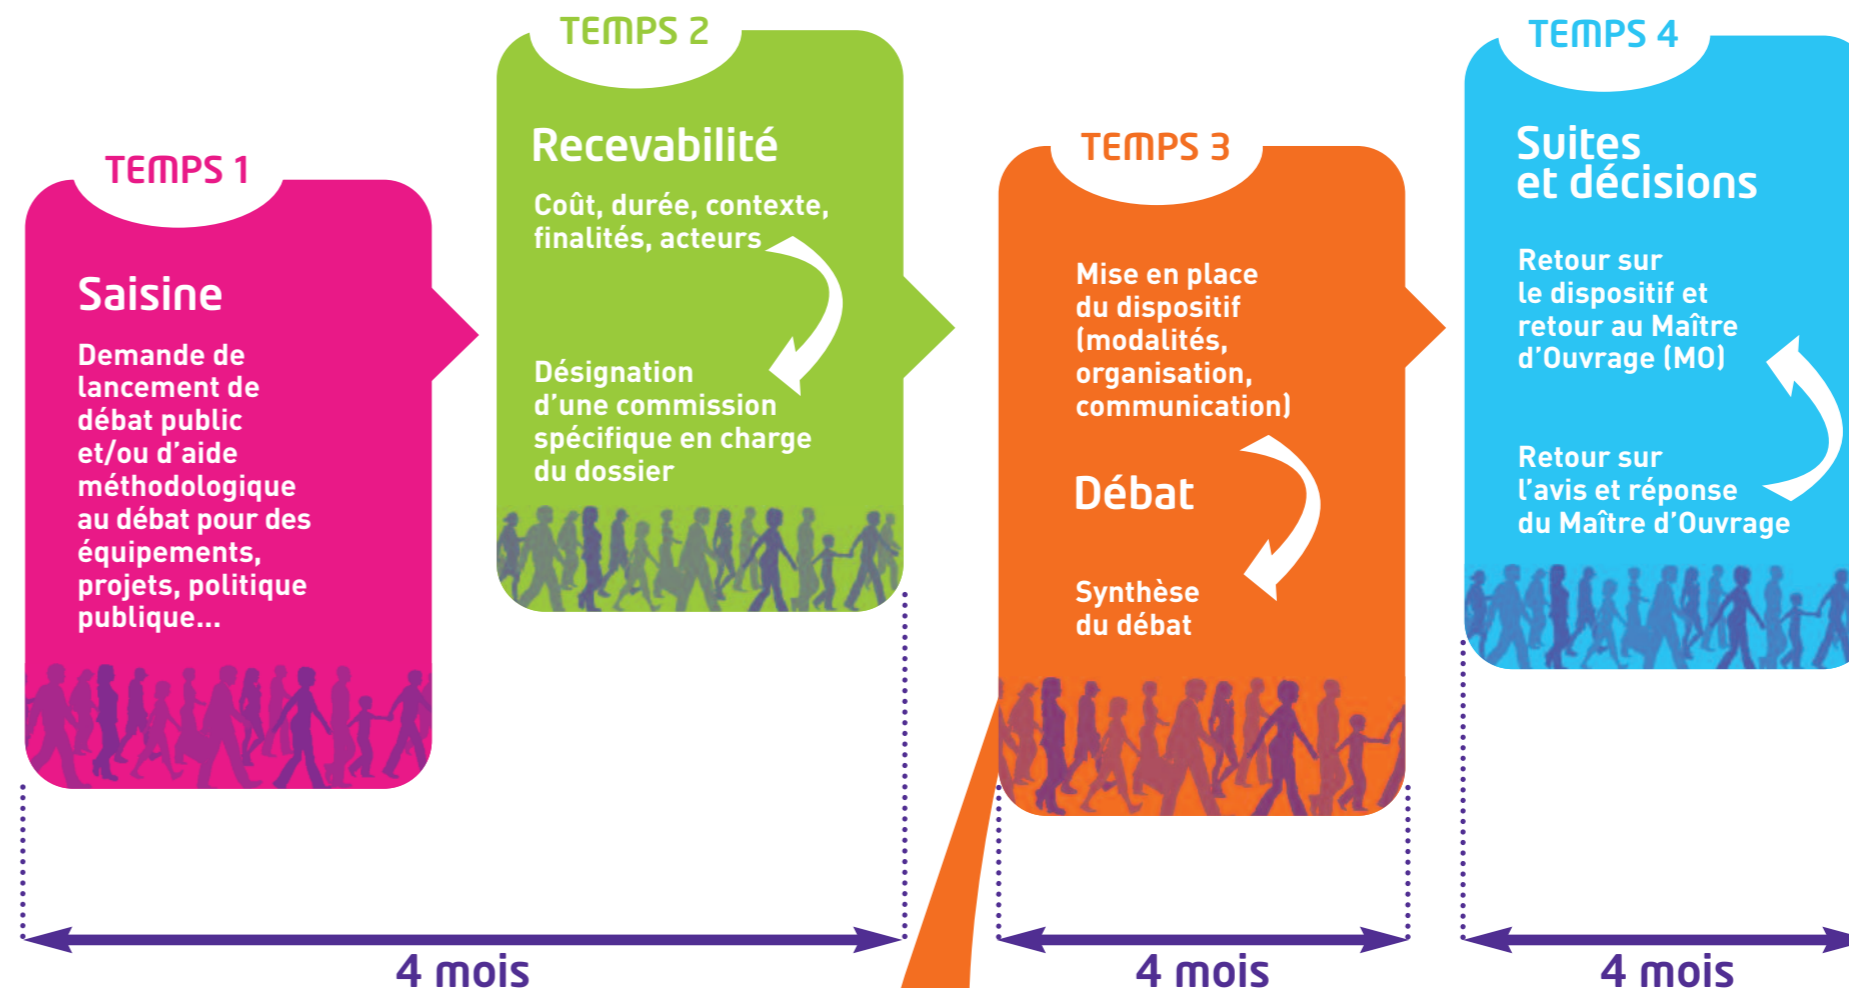 TEMPS 1
Saisine
Demande de
lancement de
débat public
et/ou d’aide
méthodologique
au débat pour des
équipements,
projets, politique
publique...
TEMPS 2
Recevabilité
Coût, durée, contexte,
finalités, acteurs
Désignation
d’une commission
spécifique en charge
du dossier
TEMPS 3
Mise en place
du dispositif
(modalités,
organisation,
communication)
Débat
Synthèse
du débat
TEMPS 4
Suites
et décisions
Retour sur
le dispositif et
retour au Maître
d’Ouvrage (MO)
Retour sur
l’avis et réponse
du Maître d’Ouvrage
4 mois
4 mois
4 mois